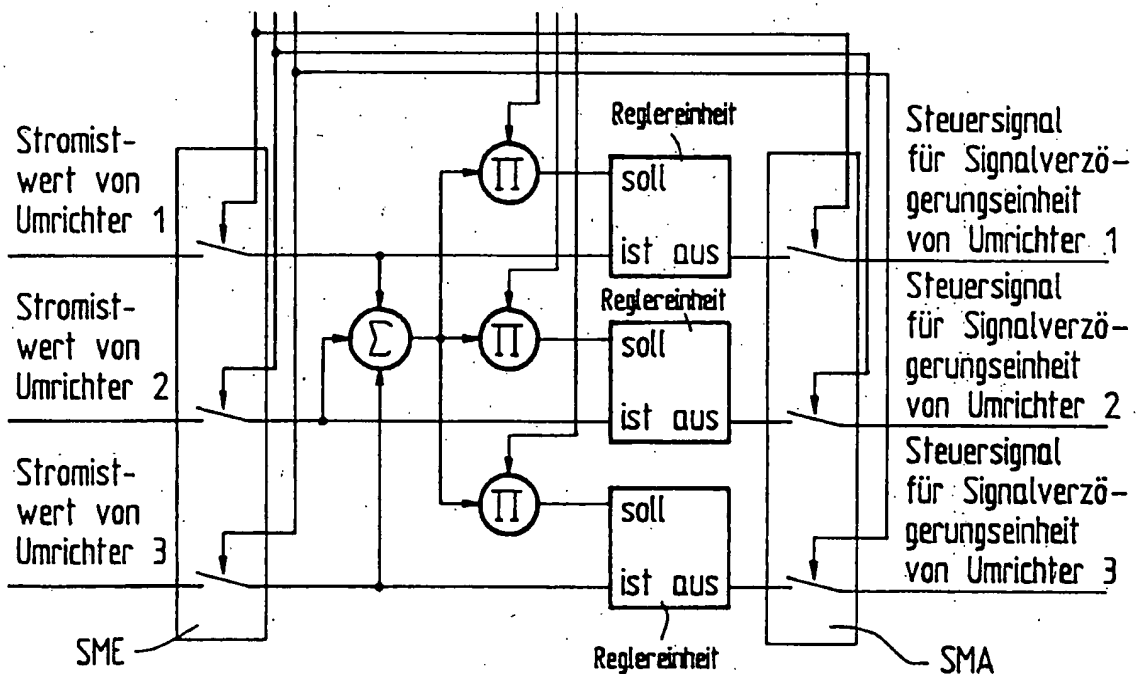 Reglereinheit
Stromist-
wert von
Umrichter 1
Π
soll
ist aus
Steuersignal
für Signalverzö-
gerungseinheit
von Umrichter 1
Reglereinheit
Stromist-
wert von
Umrichter 2
Σ
Π
soll
ist aus
Steuersignal
für Signalverzö-
gerungseinheit
von Umrichter 2
Stromist-
wert von
Umrichter 3
Π
soll
ist aus
Steuersignal
für Signalverzö-
gerungseinheit
von Umrichter 3
SME
Reglereinheit
SMA